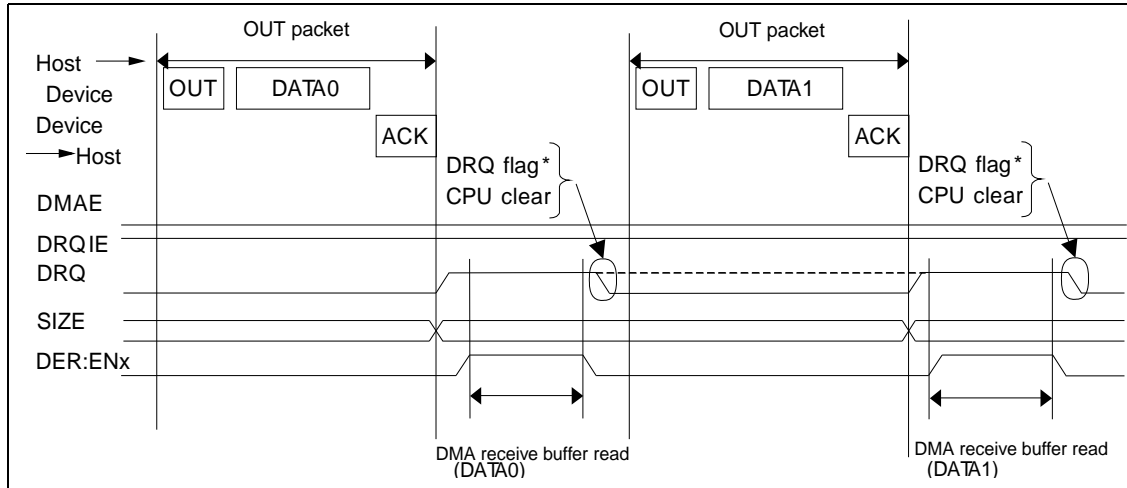 OUT packet
OUT packet
Host
Device
Device
Host
OUT
DATA0
ACK
OUT
DATA1
ACK
DRQ flag*
CPU clear
DRQ flag*
CPU clear
DMAE
DRQIE
DRQ
SIZE
DER:ENx
DMA receive buffer read
(DATA0)
DMA receive buffer read
(DATA1)